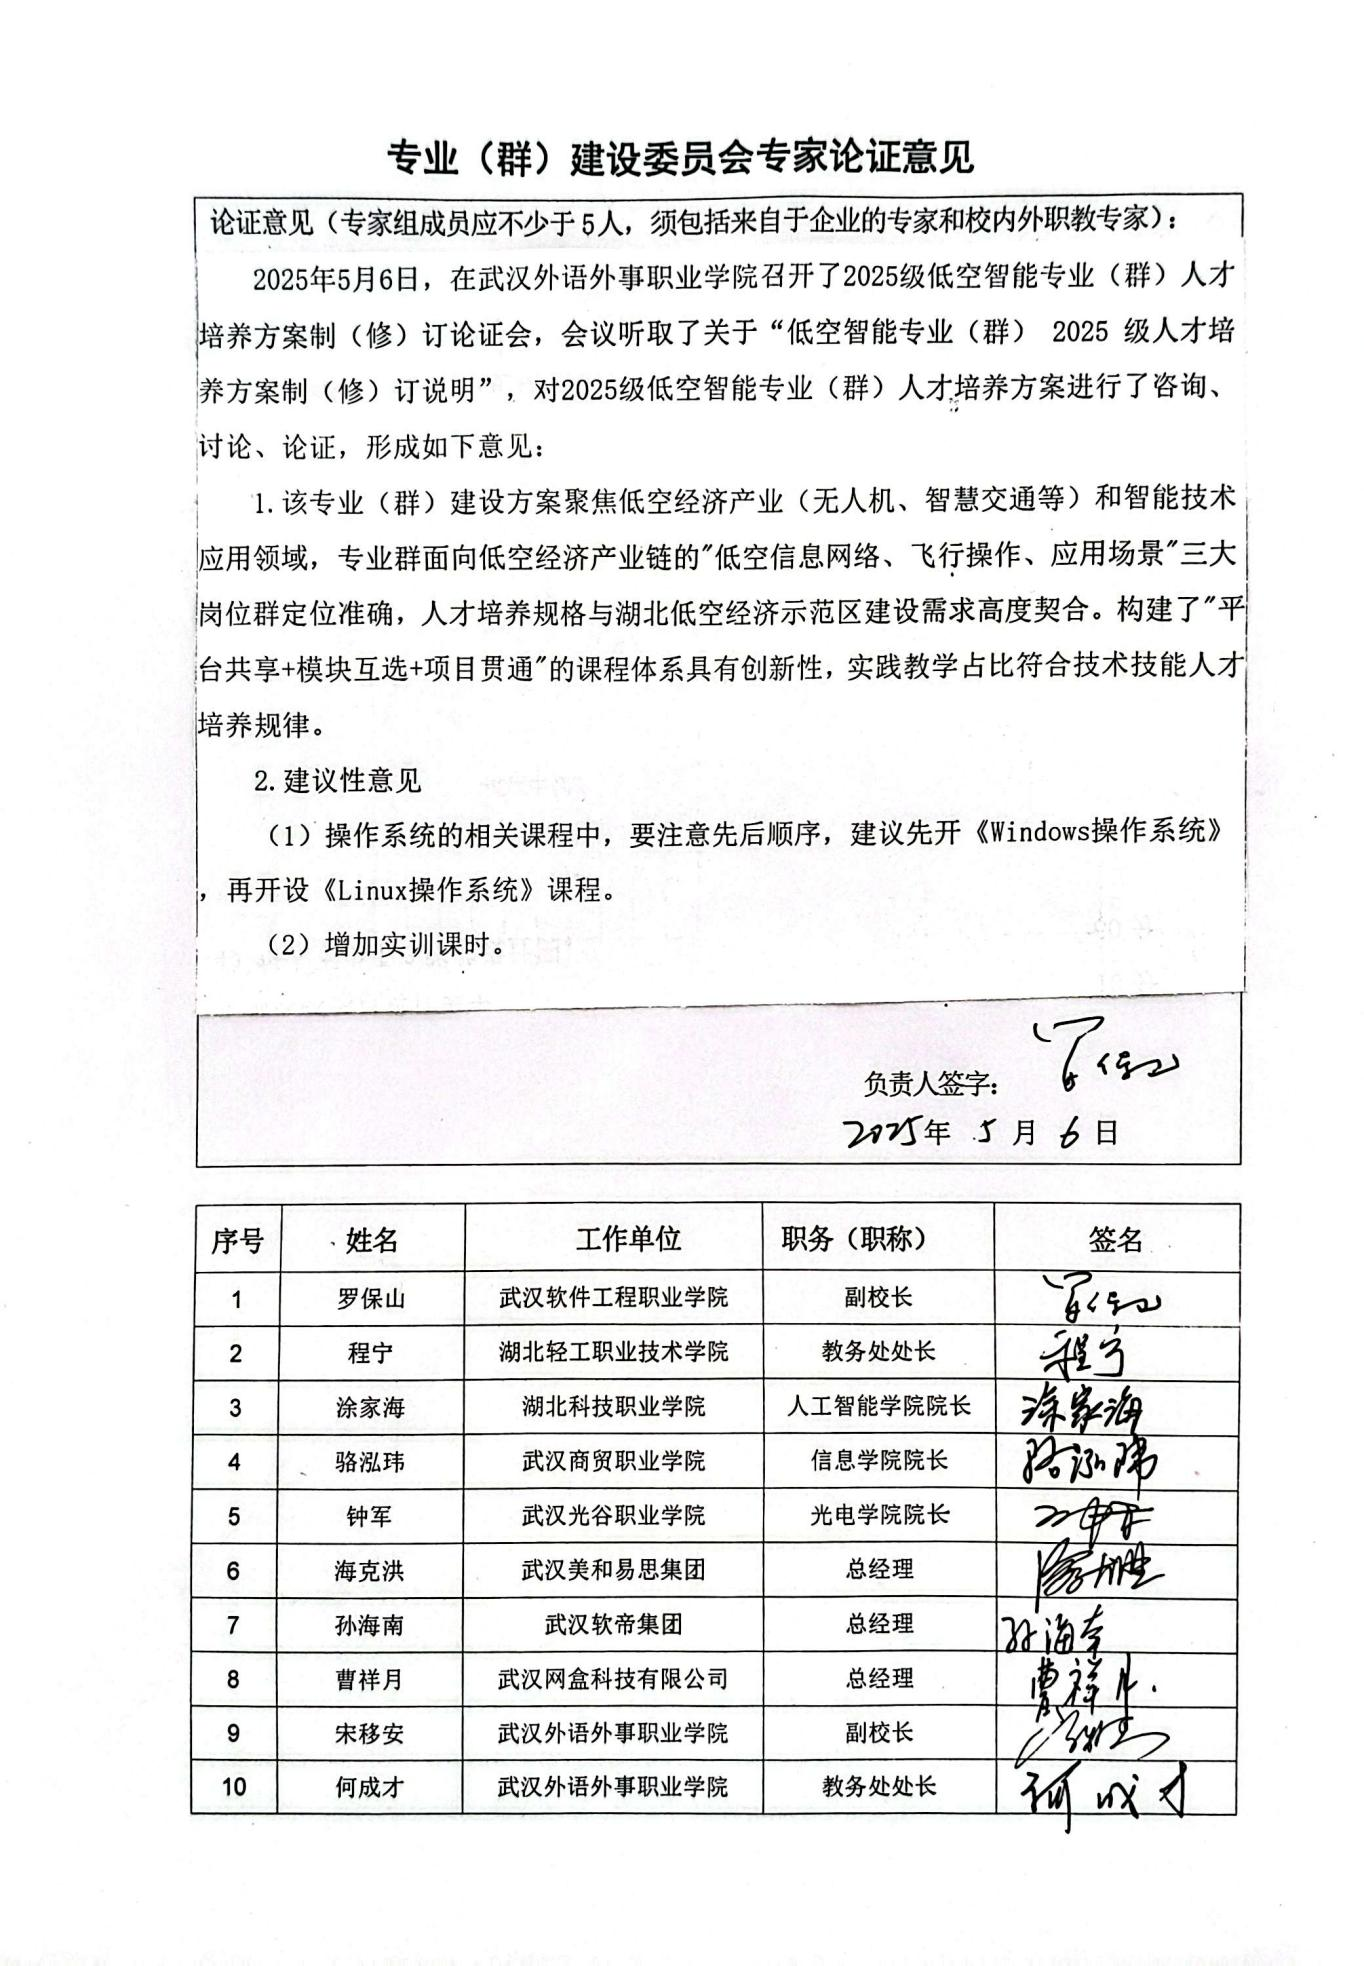 专业（群）建设委员会专家论证意见
论证意见（专家组成员应不少于5人，须包括来自于企业的专家和校内外职教专家）：
2025年5月6日，在武汉外语外事职业学院召开了2025级低空智能专业（群）人才
培养方案制（修）订论证会，会议听取了关于“低空智能专业（群） 2025 级人才培
养方案制（修）订说明”，对2025级低空智能专业（群）人才培养方案进行了咨询、
讨论、论证，形成如下意见：
1.该专业（群）建设方案聚焦低空经济产业（无人机、智慧交通等）和智能技术
应用领域，专业群面向低空经济产业链的"低空信息网络、飞行操作、应用场景"三大
岗位群定位准确，人才培养规格与湖北低空经济示范区建设需求高度契合。构建了"平
台共享+模块互选+项目贯通"的课程体系具有创新性，实践教学占比符合技术技能人才
培养规律。
2.建议性意见
（1）操作系统的相关课程中，要注意先后顺序，建议先开《Windows操作系统》
，再开设《Linux操作系统》课程。
（2）增加实训课时。
负责人签字：
2025年 5 月 6 日
序号 姓名 工作单位 职务（职称） 签名
1 罗保山 武汉软件工程职业学院 副校长
2 程宁 湖北轻工职业技术学院 教务处处长 程宁
3 涂家海 湖北科技职业学院 人工智能学院院长 涂家海
4 骆泓玮 武汉商贸职业学院 信息学院院长 骆泓玮
5 钟军 武汉光谷职业学院 光电学院院长
6 海克洪 武汉美和易思集团 总经理
7 孙海南 武汉软帝集团 总经理 孙海南
8 曹祥月 武汉网盒科技有限公司 总经理 曹祥月
9 宋移安 武汉外语外事职业学院 副校长
10 何成才 武汉外语外事职业学院 教务处处长 何成才